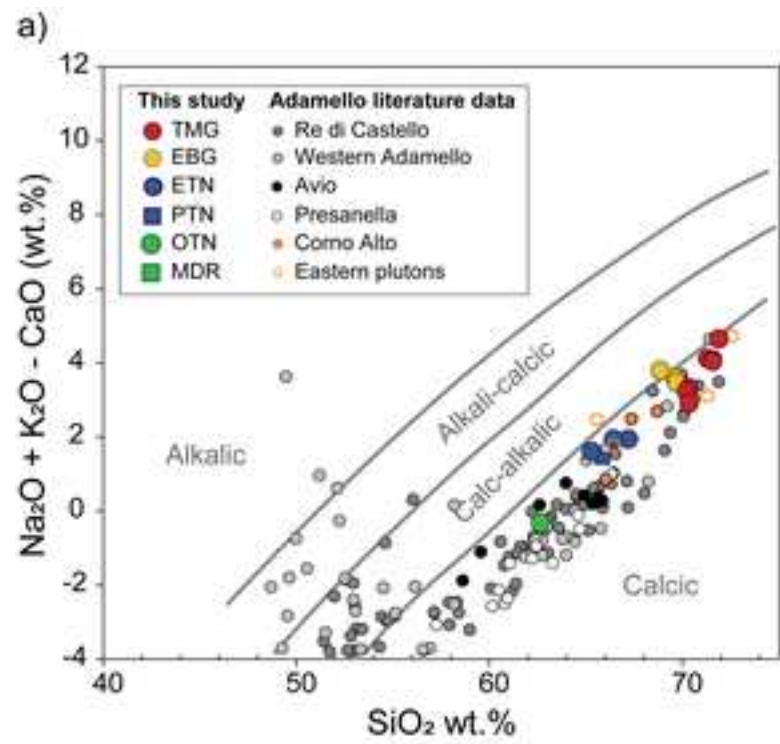 a)
12
10
8
6
4
2
0
-2
-4
Na₂O + K₂O - CaO (wt.%)
This study
TMG
EBG
ETN
PTN
OTN
MDR
Adamello literature data
Re di Castello
Western Adamello
Avio
Presanella
Corno Alto
Eastern plutons
Alkalic
Alkali-calcic
Calc-alkalic
Calcic
40
50
60
70
SiO₂ wt.%